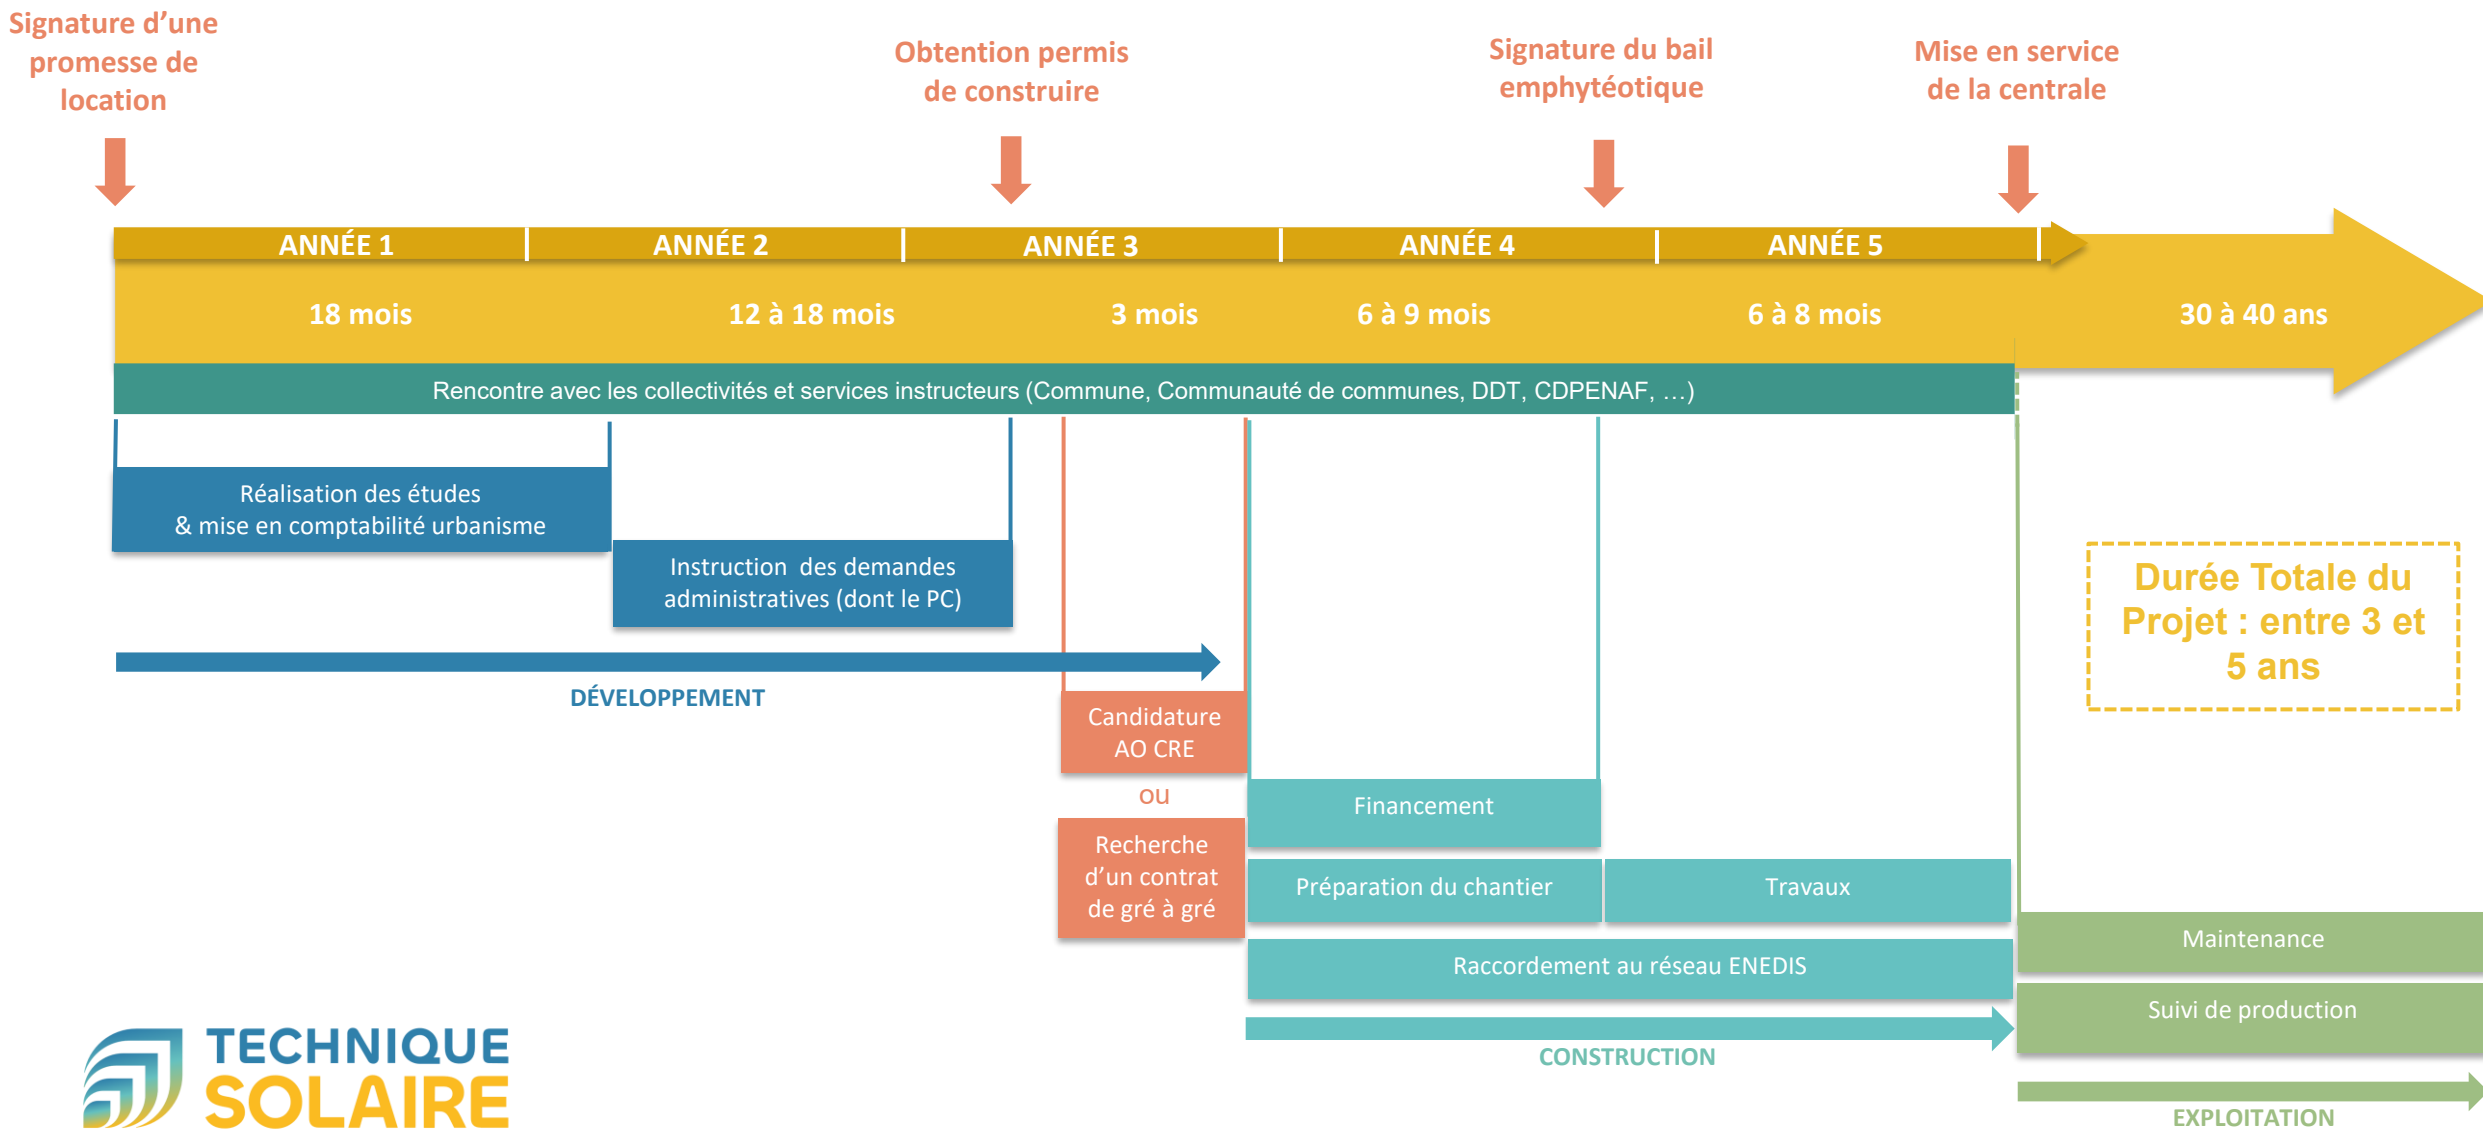 Signature d’une
promesse de
location
Obtention permis
de construire
Signature du bail
emphytéotique
Mise en service
de la centrale
ANNÉE 1
ANNÉE 2
ANNÉE 3
ANNÉE 4
ANNÉE 5
18 mois
12 à 18 mois
3 mois
6 à 9 mois
6 à 8 mois
30 à 40 ans
Rencontre avec les collectivités et services instructeurs (Commune, Communauté de communes, DDT, CDPENAF, …)
Réalisation des études
& mise en comptabilité urbanisme
Instruction des demandes
administratives (dont le PC)
DÉVELOPPEMENT
Candidature
AO CRE
ou
Recherche
d’un contrat
de gré à gré
Financement
Préparation du chantier
Travaux
Raccordement au réseau ENEDIS
CONSTRUCTION
Durée Totale du
Projet : entre 3 et
5 ans
Maintenance
Suivi de production
EXPLOITATION
TECHNIQUE
SOLAIRE